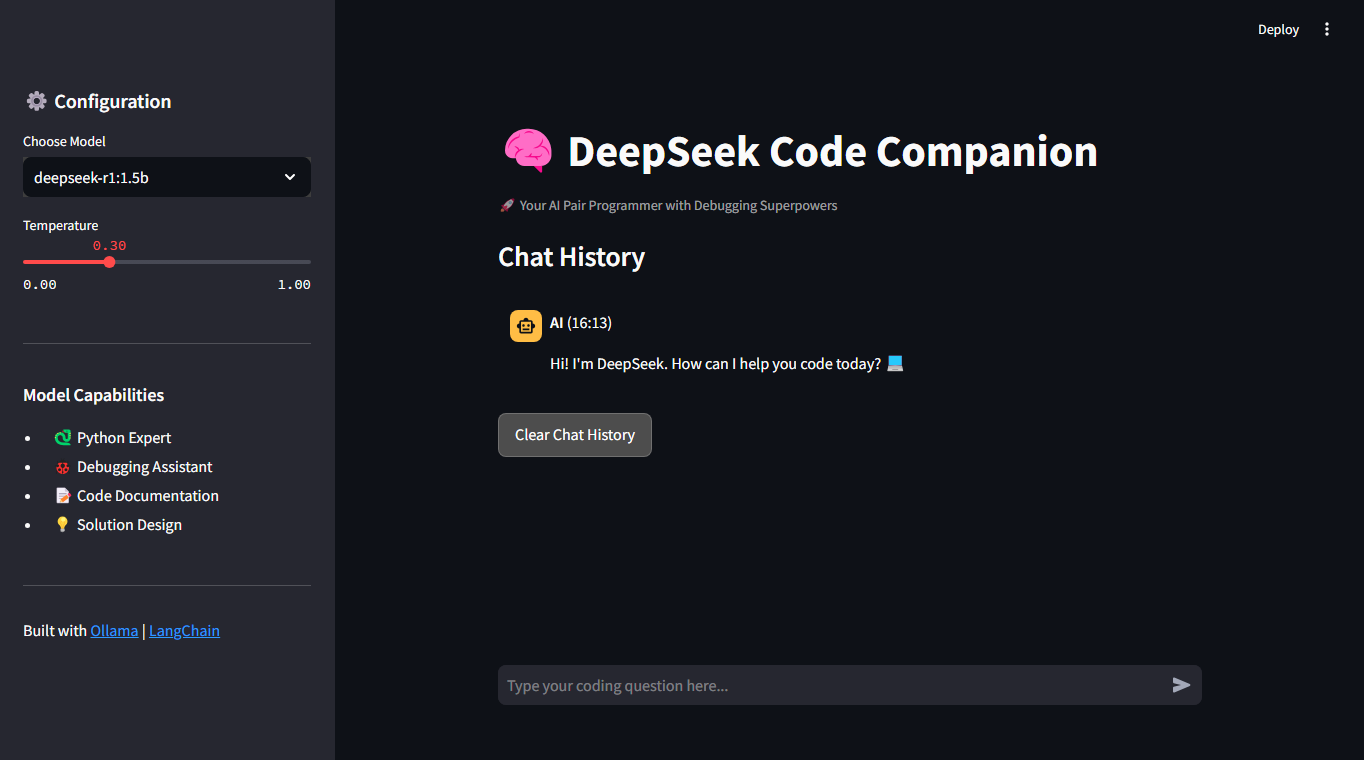 Deploy
⚙️ Configuration
Choose Model
deepseek-r1:1.5b
Temperature
0.30
0.00 1.00
Model Capabilities
• 🐍 Python Expert
• 🐞 Debugging Assistant
• 📝 Code Documentation
• 💡 Solution Design
Built with Ollama | LangChain
🧠 DeepSeek Code Companion
🚀 Your AI Pair Programmer with Debugging Superpowers
Chat History
AI (16:13)
Hi! I'm DeepSeek. How can I help you code today? 💻
Clear Chat History
Type your coding question here...